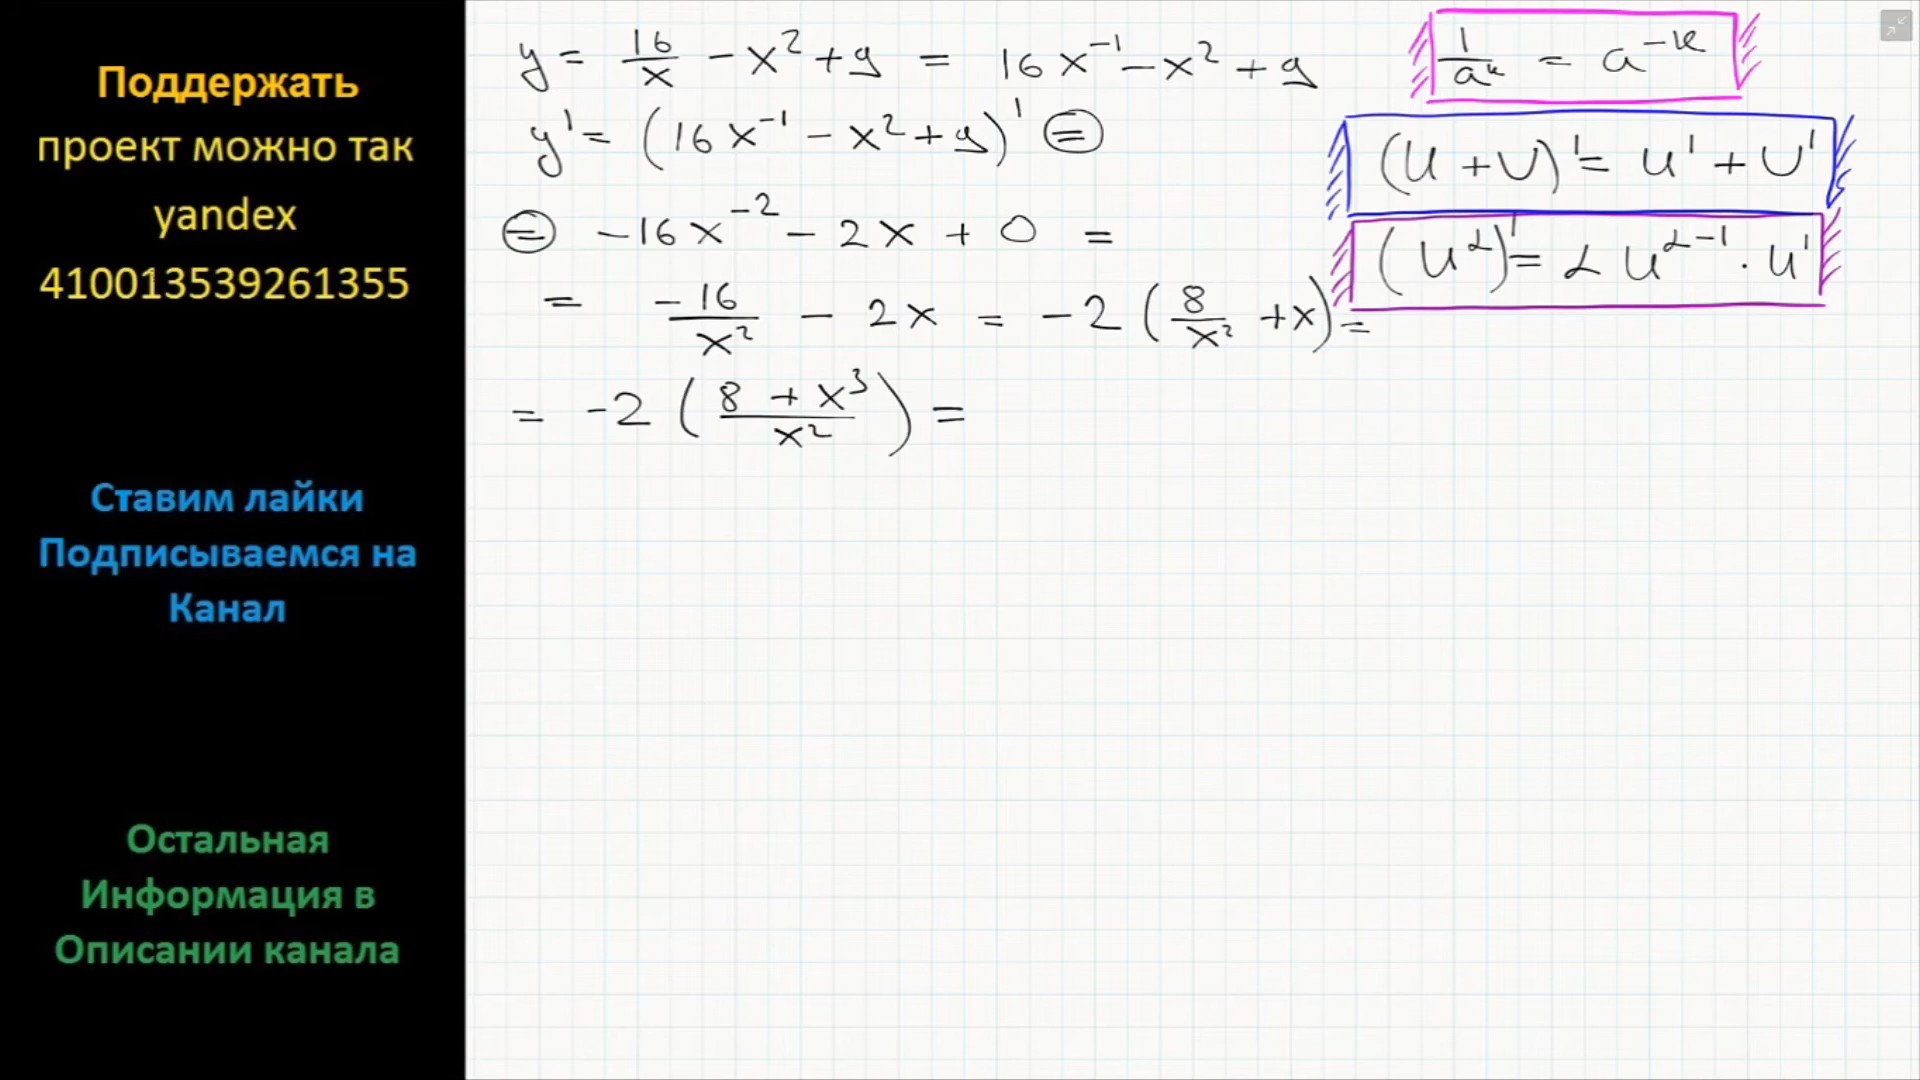 Поддержать
проект можно так
yandex
410013539261355
Ставим лайки
Подписываемся на
Канал
Остальная
Информация в
Описании канала
y = 16/x − x² + 9 = 16x⁻¹ − x² + 9
y' = (16x⁻¹ − x² + 9)' =
= −16x⁻² − 2x + 0 =
= −16/x² − 2x = −2(8/x² + x) =
= −2((8 + x³)/x²) =
1/aᵏ = a⁻ᵏ
(U + V)' = U' + V'
(U^α)' = α U^(α−1) · U'